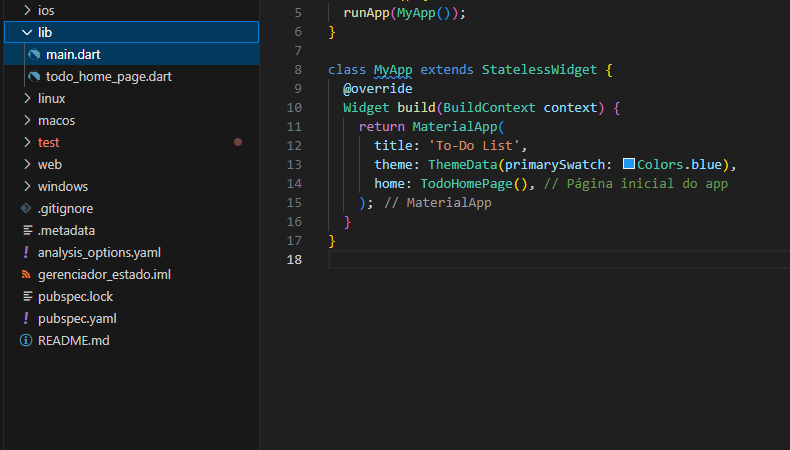 ios
lib
main.dart
todo_home_page.dart
linux
macos
test
web
windows
.gitignore
.metadata
! analysis_options.yaml
gerenciador_estado.iml
pubspec.lock
! pubspec.yaml
README.md
5 runApp(MyApp());
6 }
7
8 class MyApp extends StatelessWidget {
9 @override
10 Widget build(BuildContext context) {
11 return MaterialApp(
12 title: 'To-Do List',
13 theme: ThemeData(primarySwatch: Colors.blue),
14 home: TodoHomePage(), // Página inicial do app
15 ); // MaterialApp
16 }
17 }
18